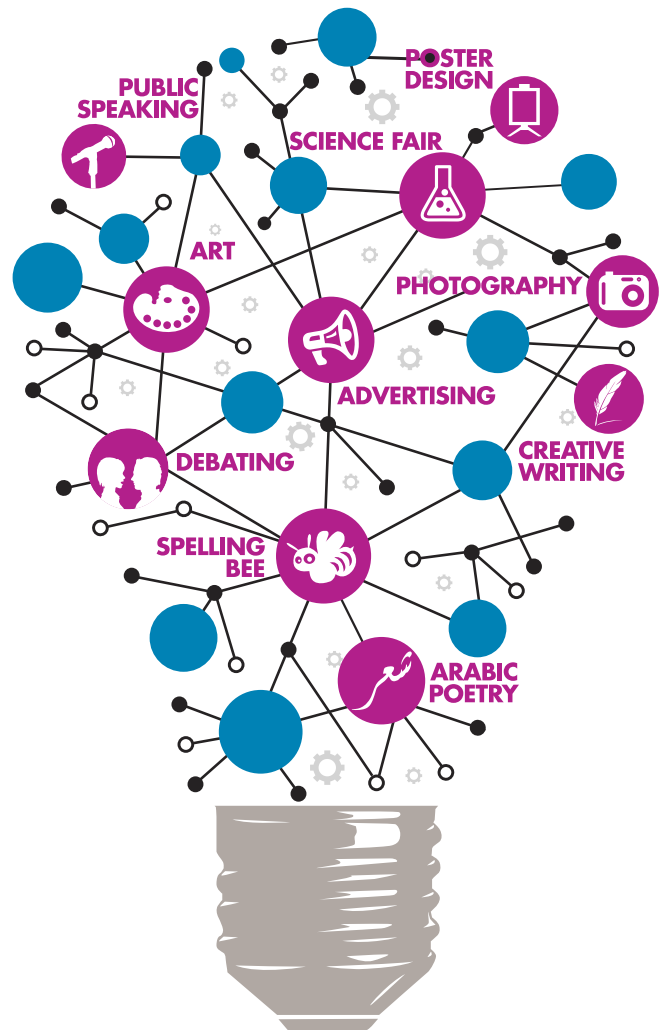 POSTER
DESIGN
PUBLIC
SPEAKING
SCIENCE FAIR
ART
PHOTOGRAPHY
ADVERTISING
CREATIVE
WRITING
DEBATING
SPELLING
BEE
ARABIC
POETRY